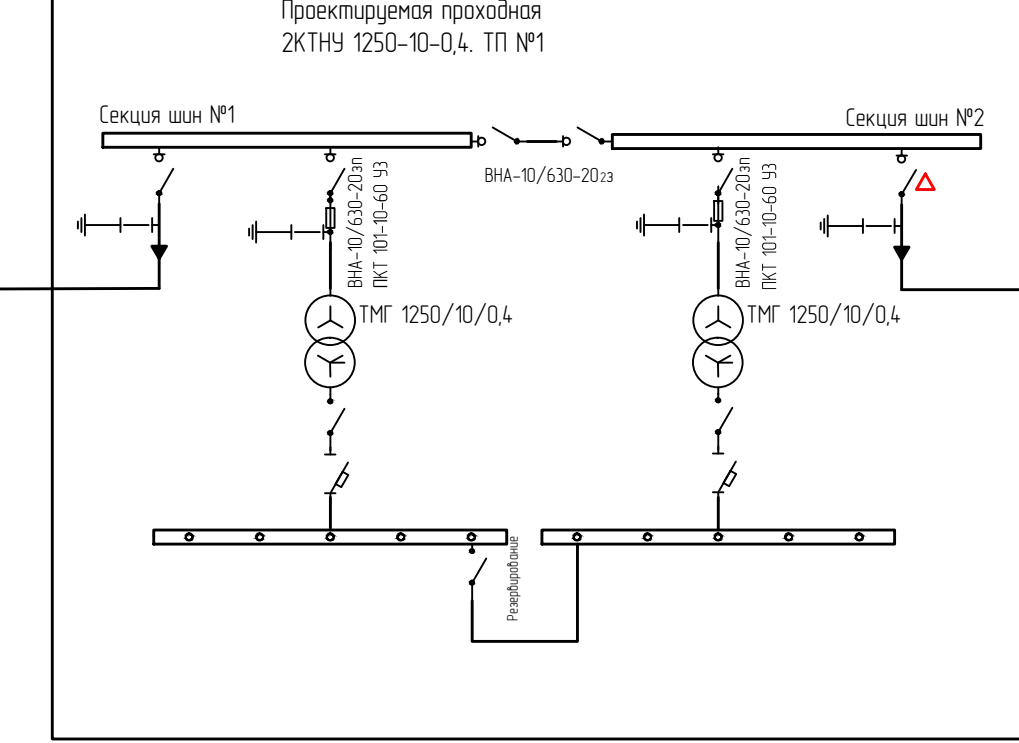 Проектируемая проходная
2КТНУ 1250-10-0,4. ТП №1
Секция шин №1
Секция шин №2
ВНА-10/630-20з3
ВНА-10/630-20зп
ПКТ 101-10-60 У3
ВНА-10/630-20зп
ПКТ 101-10-60 У3
ТМГ 1250/10/0,4
ТМГ 1250/10/0,4
Резервирование